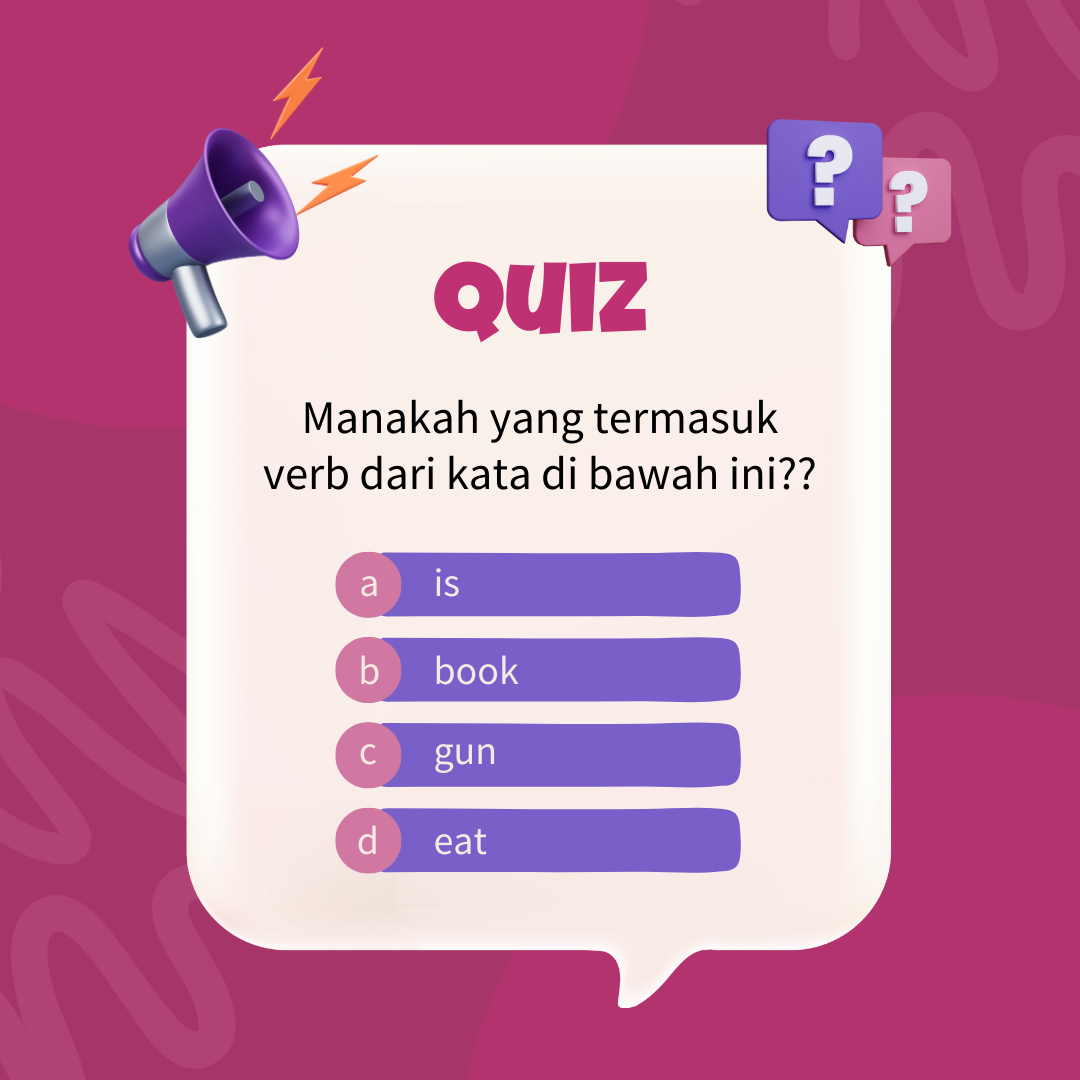 ?
?
QUIZ
Manakah yang termasuk
verb dari kata di bawah ini??
a is
b book
c gun
d eat